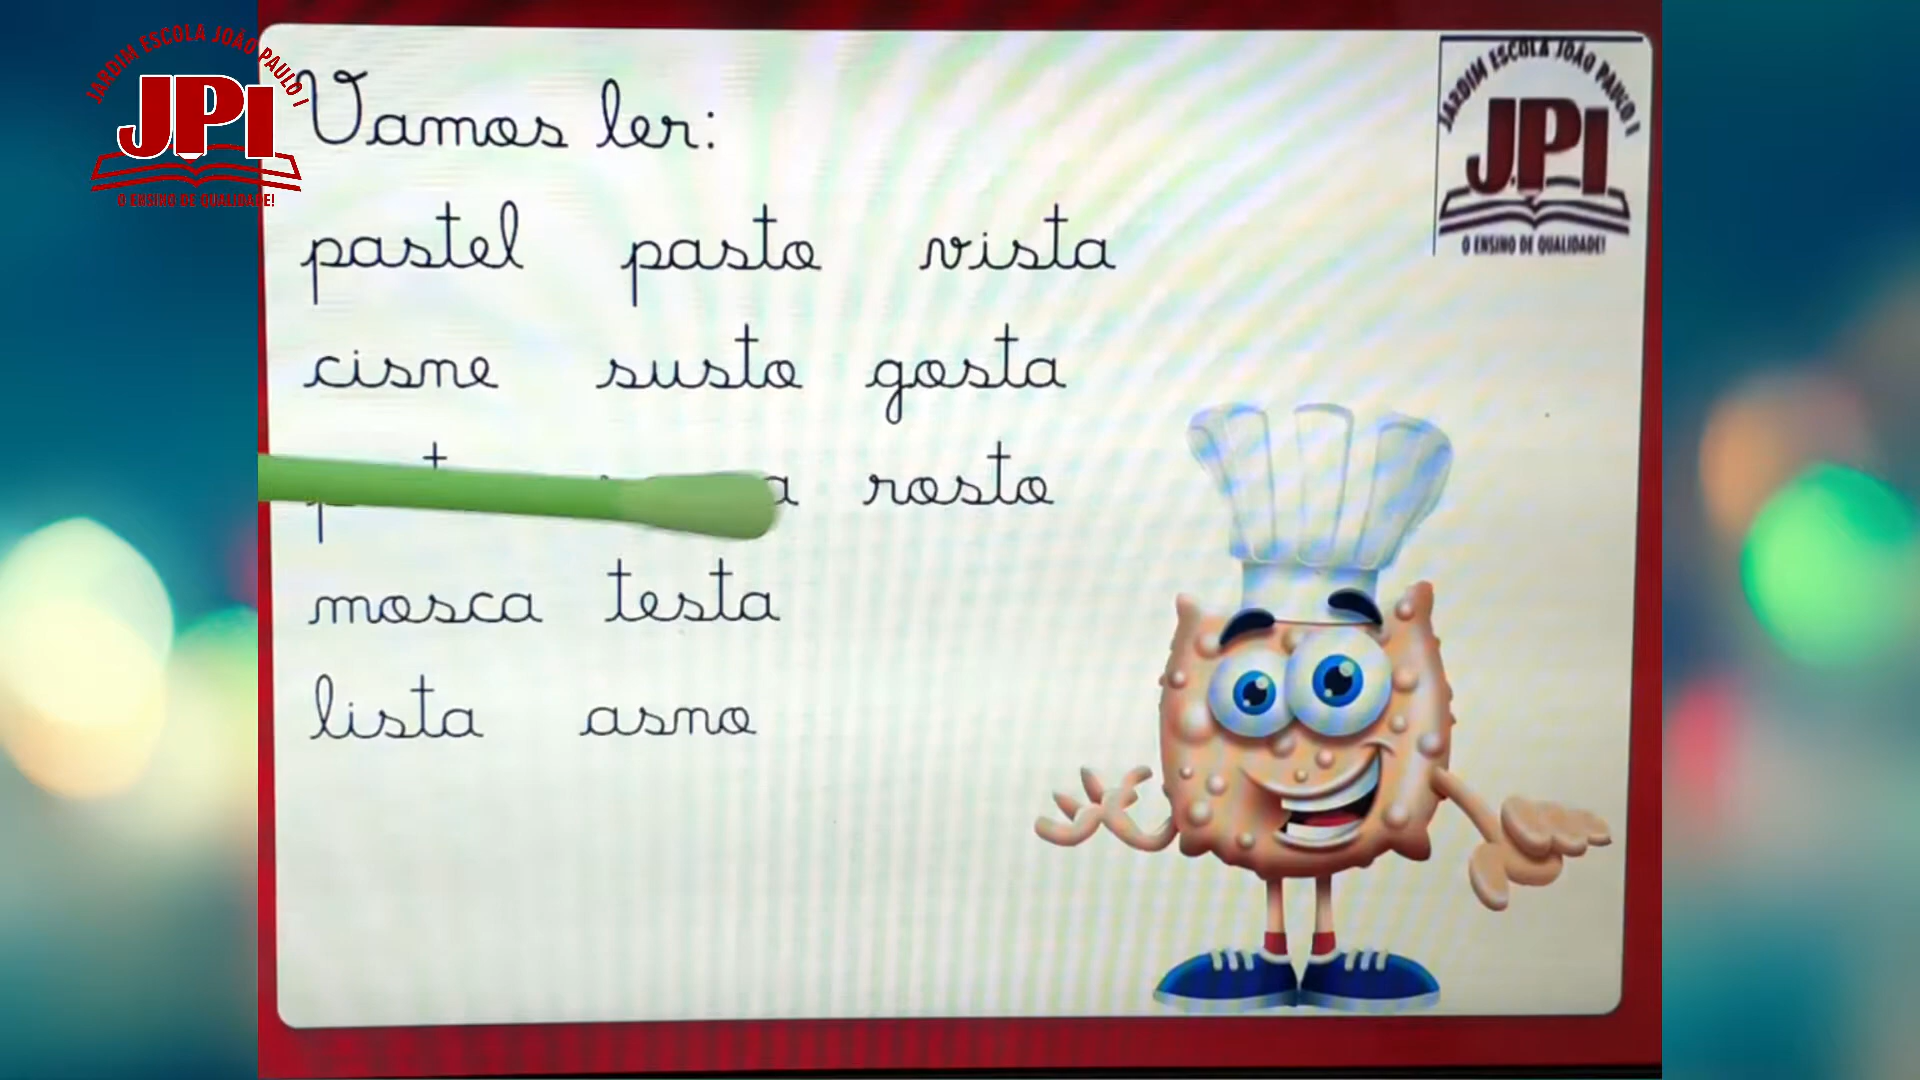 JARDIM ESCOLA JOÃO PAULO I
JPI
O ENSINO DE QUALIDADE!
Vamos ler:
pastel pasto vista
cisne susto gosta
rosto
mosca testa
lista asno
JARDIM ESCOLA JOÃO PAULO I
JPI
O ENSINO DE QUALIDADE!